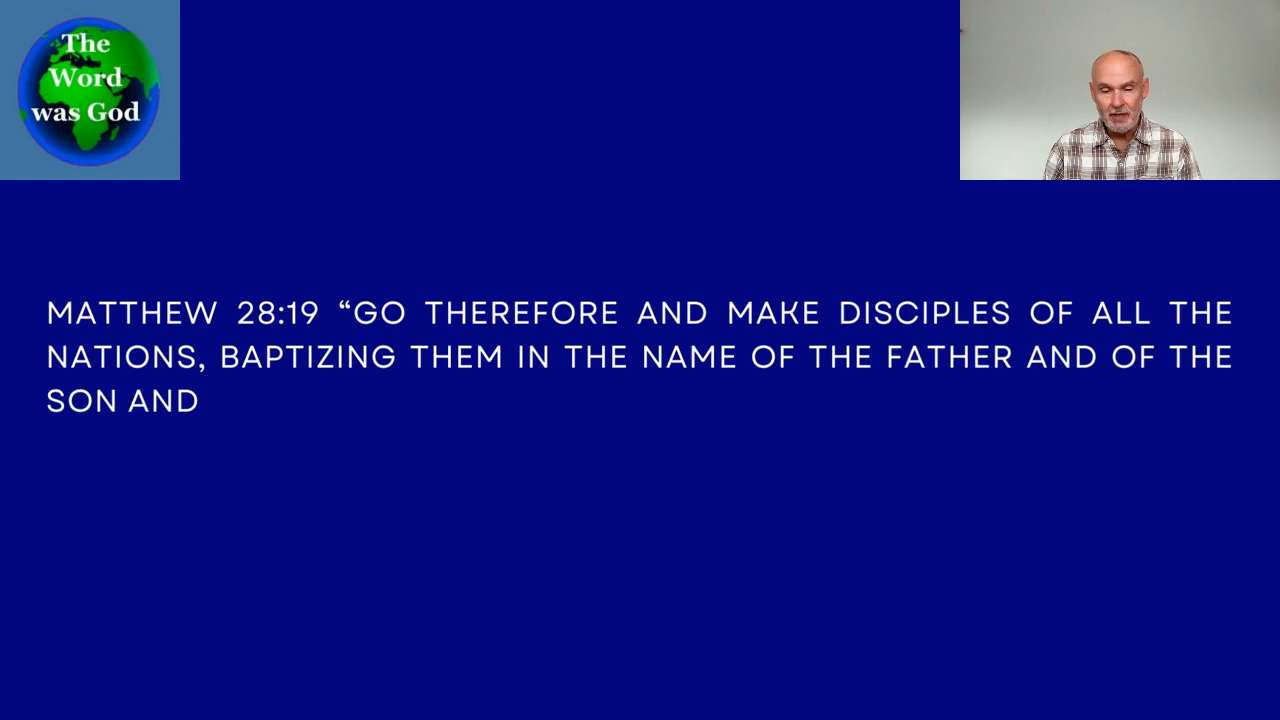 The
Word
was God
MATTHEW 28:19 “GO THEREFORE AND MAKE DISCIPLES OF ALL THE
NATIONS, BAPTIZING THEM IN THE NAME OF THE FATHER AND OF THE
SON AND